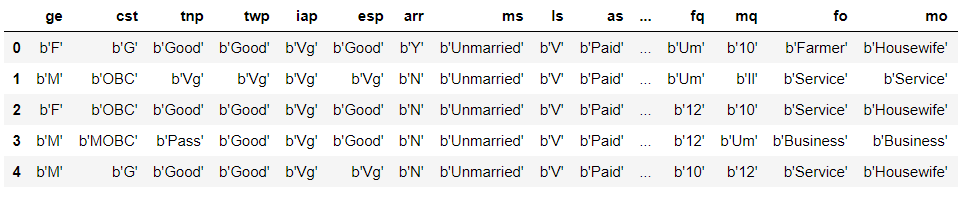 ge cst tnp twp iap esp arr ms ls as ... fq mq fo mo
0 b'F' b'G' b'Good' b'Good' b'Vg' b'Good' b'Y' b'Unmarried' b'V' b'Paid' ... b'Um' b'10' b'Farmer' b'Housewife'
1 b'M' b'OBC' b'Vg' b'Vg' b'Vg' b'Vg' b'N' b'Unmarried' b'V' b'Paid' ... b'Um' b'Il' b'Service' b'Service'
2 b'F' b'OBC' b'Good' b'Good' b'Vg' b'Good' b'N' b'Unmarried' b'V' b'Paid' ... b'12' b'10' b'Service' b'Housewife'
3 b'M' b'MOBC' b'Pass' b'Good' b'Vg' b'Good' b'N' b'Unmarried' b'V' b'Paid' ... b'12' b'Um' b'Business' b'Business'
4 b'M' b'G' b'Good' b'Good' b'Vg' b'Vg' b'N' b'Unmarried' b'V' b'Paid' ... b'10' b'12' b'Service' b'Housewife'